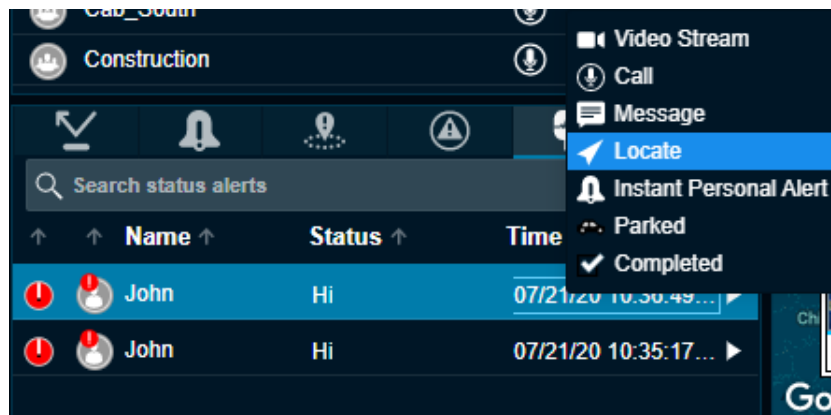 Cab_South
Construction
Video Stream
Call
Message
Locate
Instant Personal Alert
Parked
Completed
Search status alerts
Name Status Time
John Hi 07/21/20 10:36:49...
John Hi 07/21/20 10:35:17...